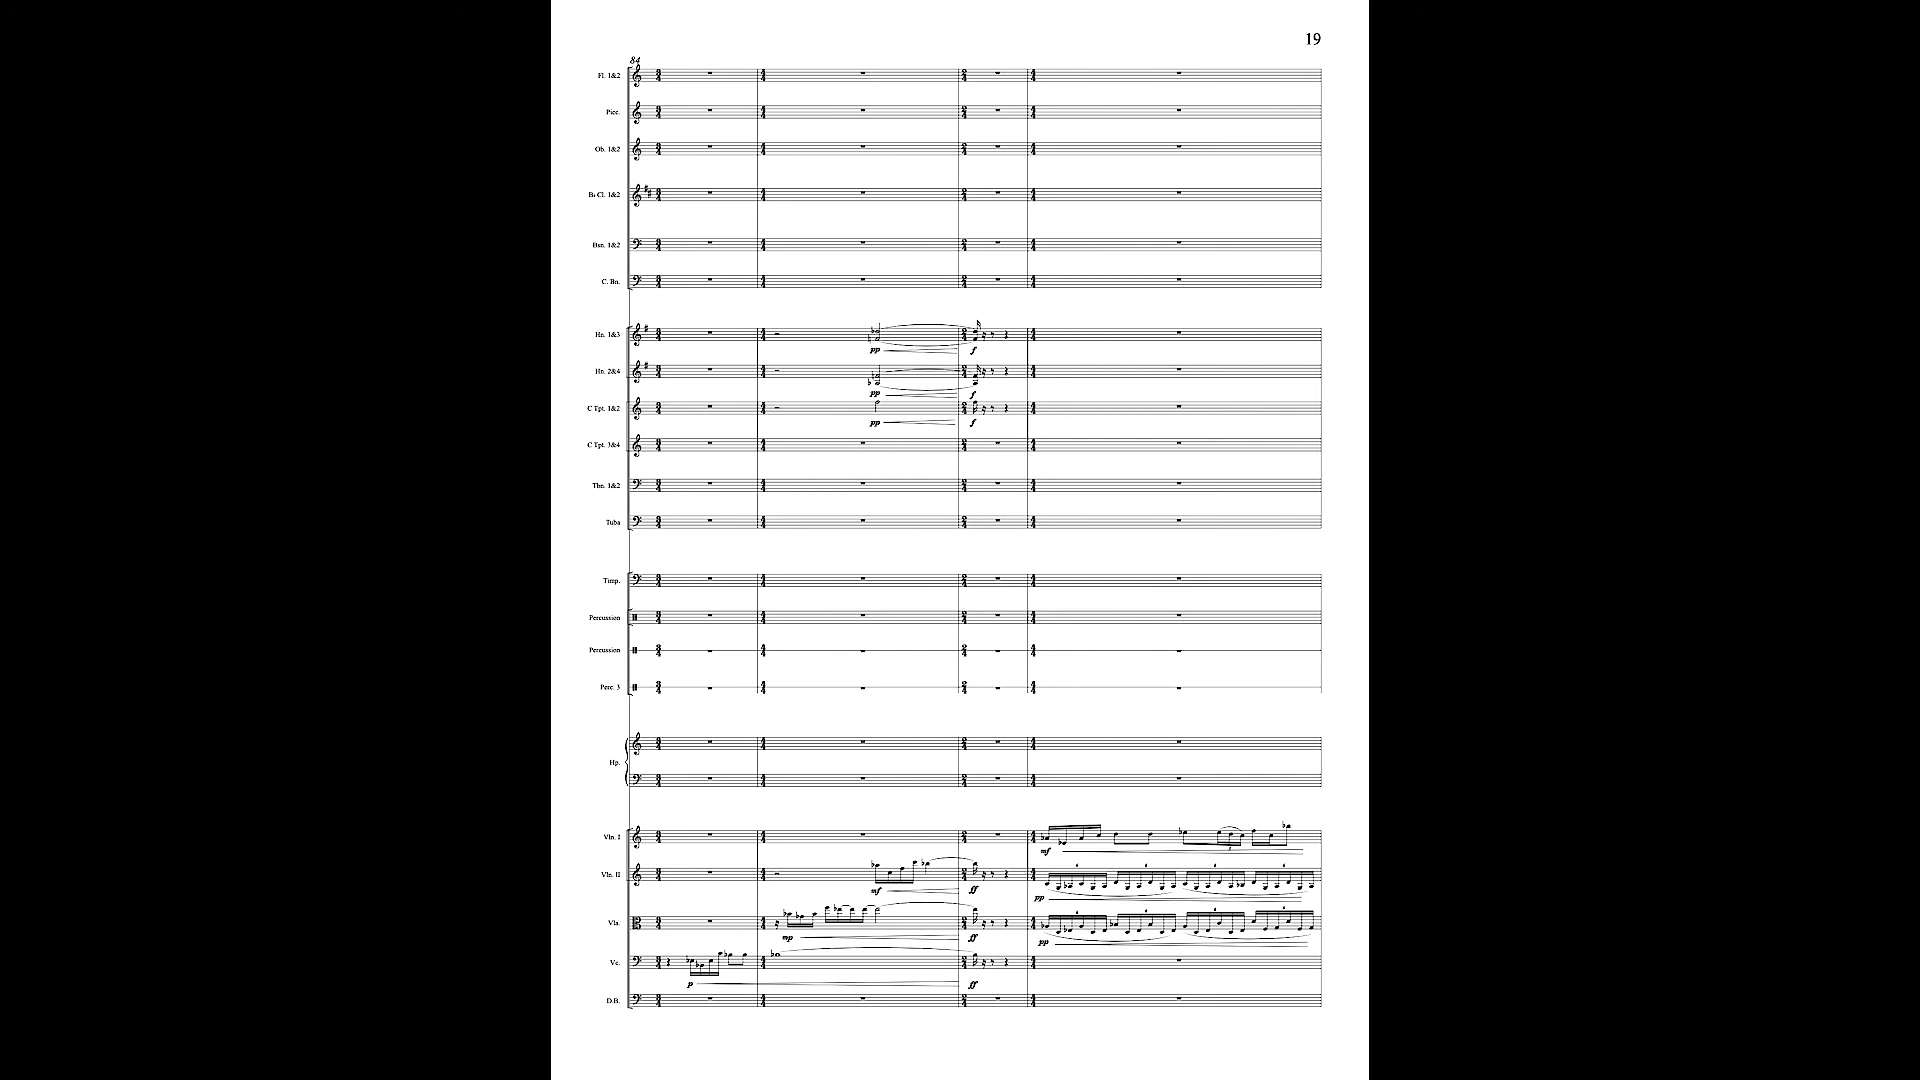 19
84
Fl. 1&2
Picc.
Ob. 1&2
B♭ Cl. 1&2
Bsn. 1&2
C. Bn.
Hn. 1&3
pp f
Hn. 2&4
pp f
C Tpt. 1&2
pp f
C Tpt. 3&4
Tbn. 1&2
Tuba
Timp.
Percussion
Percussion
Perc. 3
Hp.
Vln. I
mf
Vln. II
mf ff pp
Vla.
mp ff pp
Vc.
p ff
D.B.